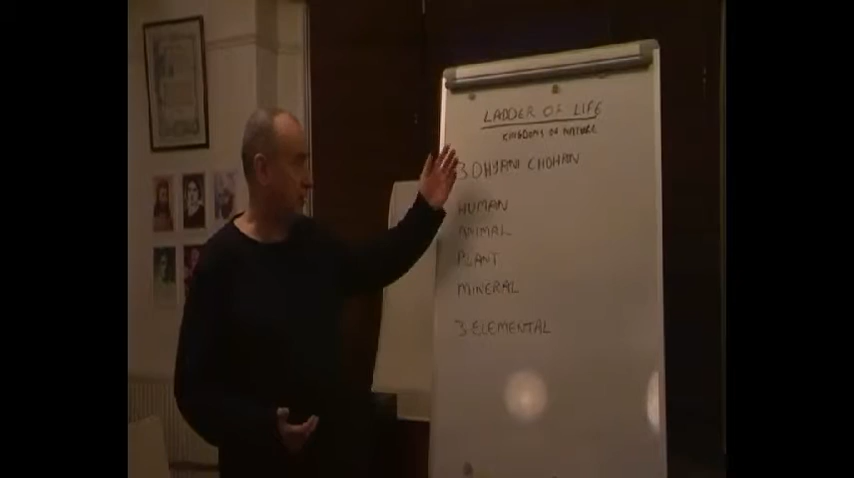 LADDER OF LIFE
KINGDOMS OF NATURE
3 DHYANI CHOHAN
HUMAN
ANIMAL
PLANT
MINERAL
3 ELEMENTAL